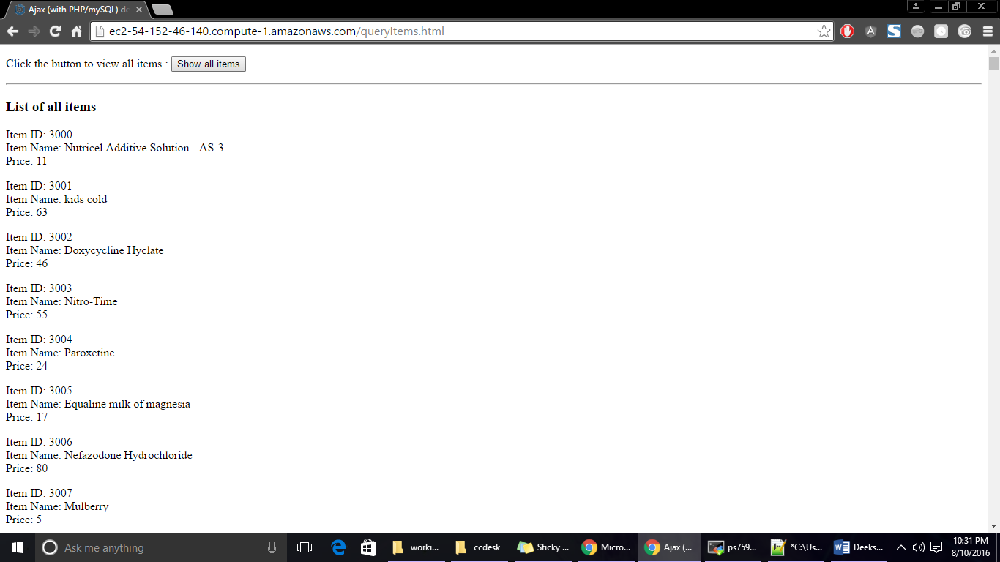 Ajax (with PHP/mySQL) de
ec2-54-152-46-140.compute-1.amazonaws.com/queryItems.html
Click the button to view all items : Show all items
List of all items
Item ID: 3000
Item Name: Nutricel Additive Solution - AS-3
Price: 11
Item ID: 3001
Item Name: kids cold
Price: 63
Item ID: 3002
Item Name: Doxycycline Hyclate
Price: 46
Item ID: 3003
Item Name: Nitro-Time
Price: 55
Item ID: 3004
Item Name: Paroxetine
Price: 24
Item ID: 3005
Item Name: Equaline milk of magnesia
Price: 17
Item ID: 3006
Item Name: Nefazodone Hydrochloride
Price: 80
Item ID: 3007
Item Name: Mulberry
Price: 5
Ask me anything worki... ccdesk Sticky ... Micro... Ajax (... ps759... *C:\Us... Deeks... 10:31 PM
8/10/2016